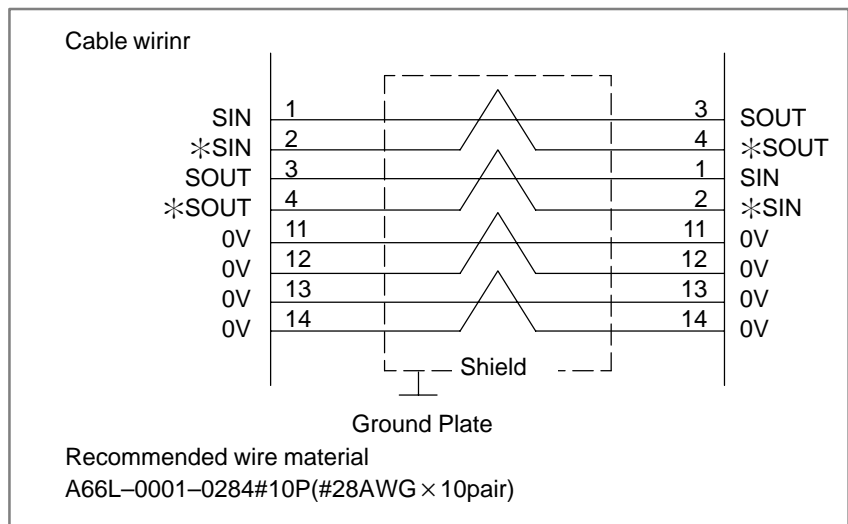 Cable wirinr
SIN 1 3 SOUT
＊SIN 2 4 ＊SOUT
SOUT 3 1 SIN
＊SOUT 4 2 ＊SIN
0V 11 11 0V
0V 12 12 0V
0V 13 13 0V
0V 14 14 0V
Shield
Ground Plate
Recommended wire material
A66L–0001–0284#10P(#28AWG×10pair)